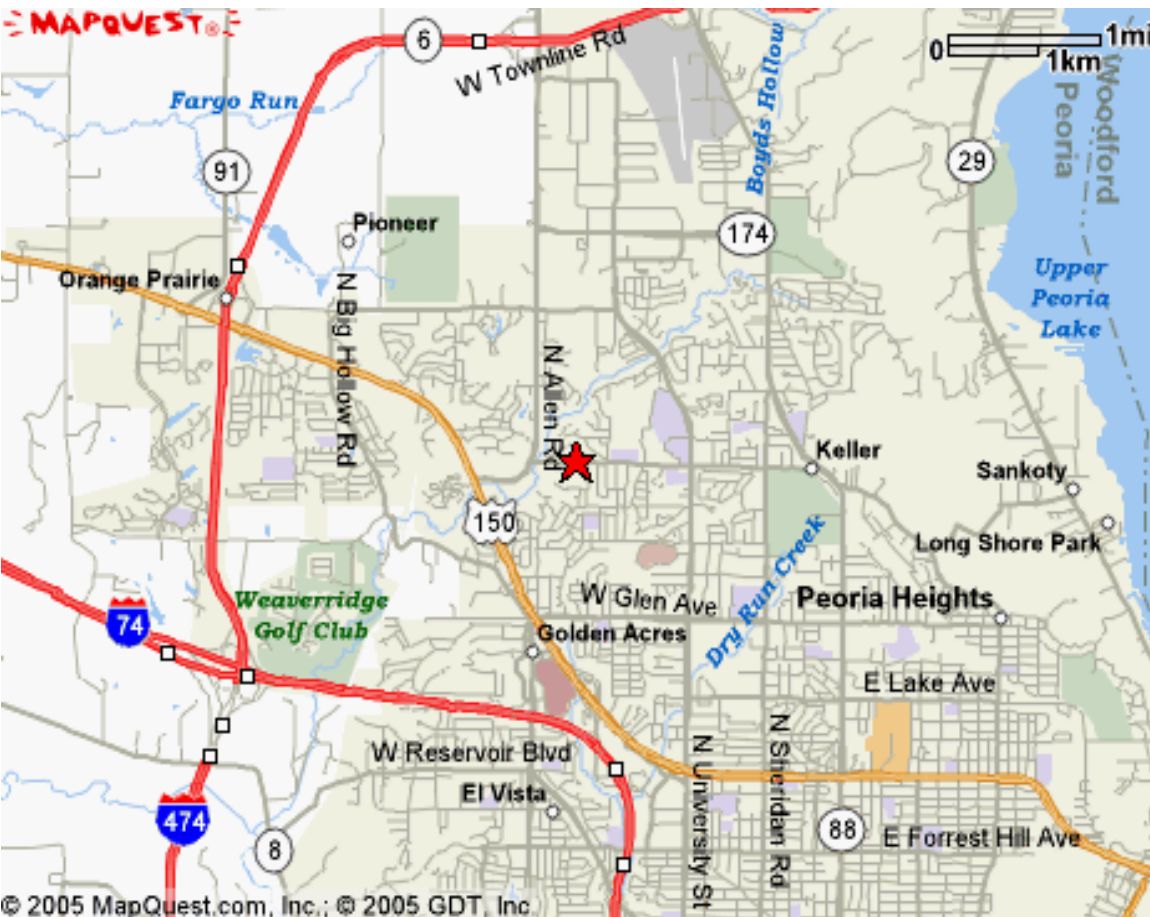 MAPQUEST®
6
W Townline Rd
0
1mi
1km
Fargo Run
Boyds Hollow
Woodford
Peoria
91
29
Pioneer
174
Orange Prairie
N Big Hollow Rd
Upper
Peoria
Lake
N Allen Rd
Keller
Sankoty
150
Long Shore Park
Dry Run Creek
Weaverridge
Golf Club
W Glen Ave
Peoria Heights
74
Golden Acres
E Lake Ave
W Reservoir Blvd
N University St
N Sheridan Rd
El Vista
474
88
E Forrest Hill Ave
8
© 2005 MapQuest.com, Inc.; © 2005 GDT, Inc